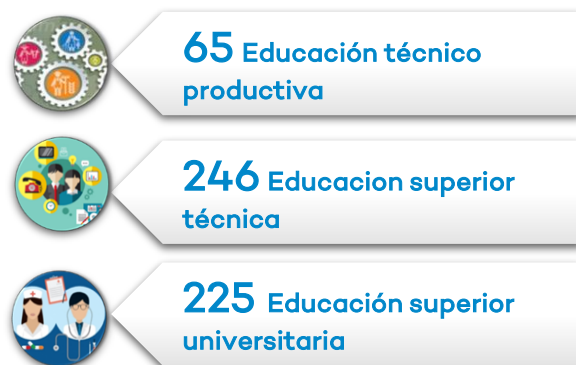 65 Educación técnico
productiva
246 Educacion superior
técnica
225 Educación superior
universitaria